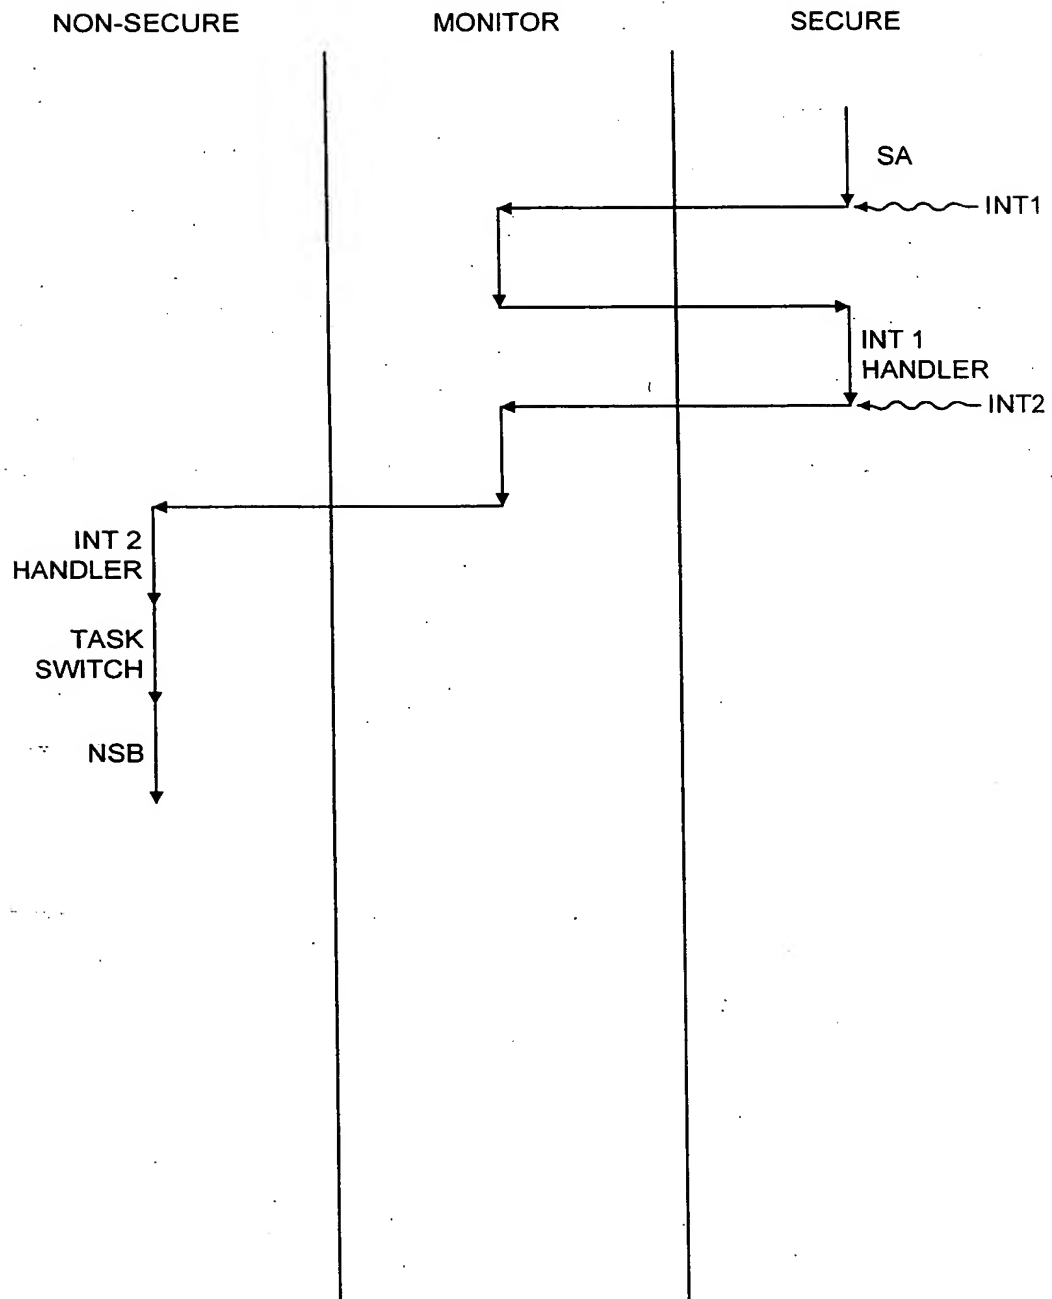 NON-SECURE
MONITOR
SECURE
SA
INT1
INT 1
HANDLER
INT2
INT 2
HANDLER
TASK
SWITCH
NSB